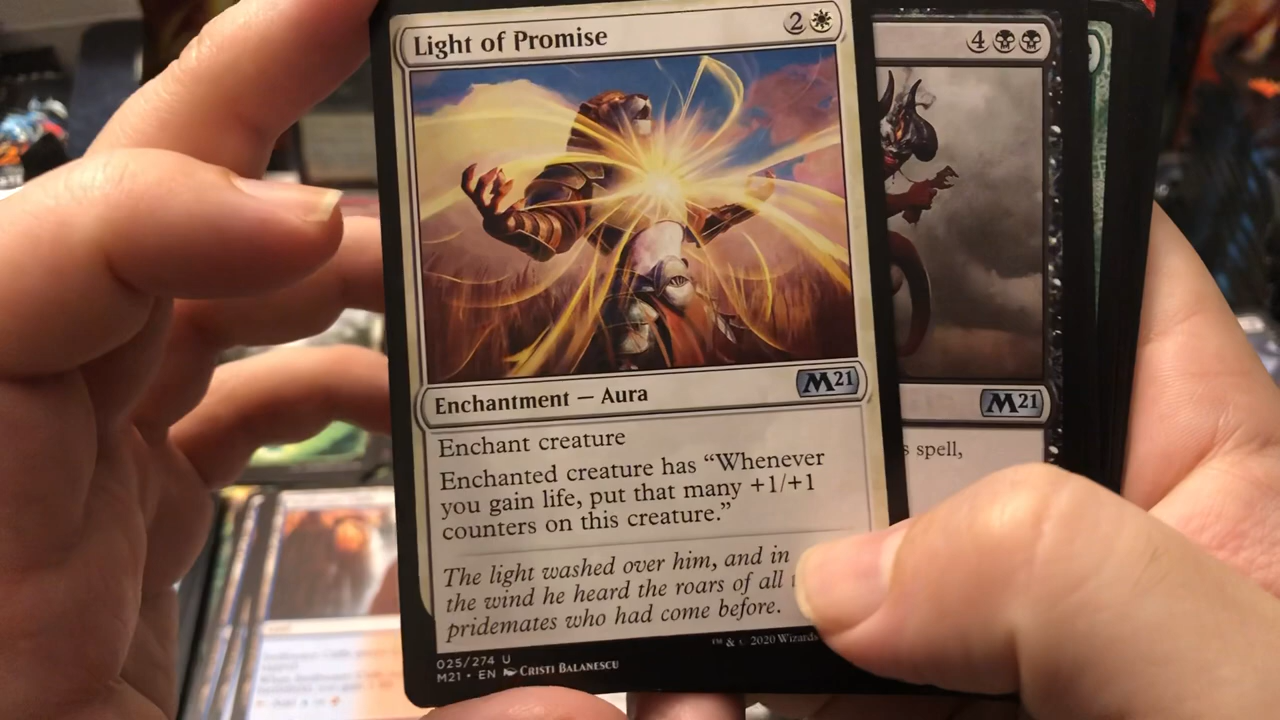 Light of Promise
2
4
Enchantment — Aura
M21
M21
Enchant creature
Enchanted creature has “Whenever
you gain life, put that many +1/+1
counters on this creature.”
spell,
The light washed over him, and in
the wind he heard the roars of all
pridemates who had come before.
™ & © 2020 Wizards
025/274 U
M21 • EN CRISTI BALANESCU